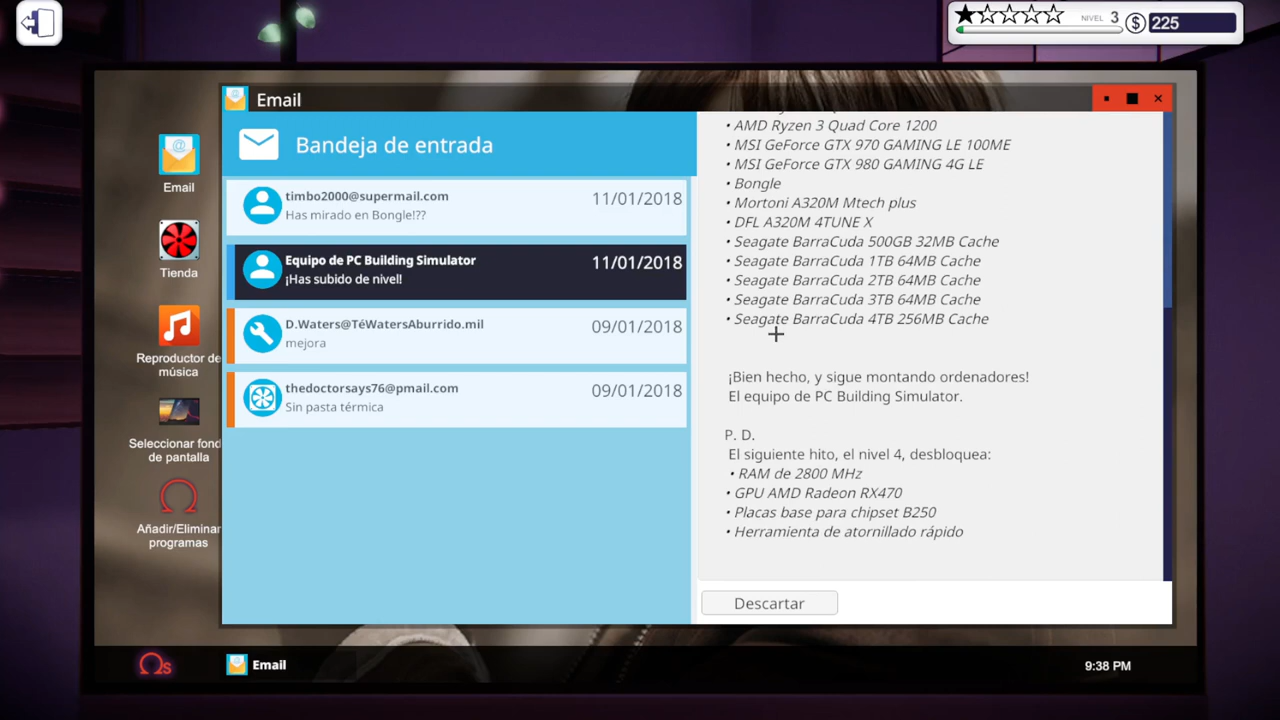 NIVEL 3 $ 225
Email
Bandeja de entrada
Email
Tienda
Reproductor de
música
Seleccionar fond
de pantalla
Añadir/Eliminar
programas
timbo2000@supermail.com 11/01/2018
Has mirado en Bongle!??
Equipo de PC Building Simulator 11/01/2018
¡Has subido de nivel!
D.Waters@TéWatersAburrido.mil 09/01/2018
mejora
thedoctorsays76@pmail.com 09/01/2018
Sin pasta térmica
• AMD Ryzen 3 Quad Core 1200
• MSI GeForce GTX 970 GAMING LE 100ME
• MSI GeForce GTX 980 GAMING 4G LE
• Bongle
• Mortoni A320M Mtech plus
• DFL A320M 4TUNE X
• Seagate BarraCuda 500GB 32MB Cache
• Seagate BarraCuda 1TB 64MB Cache
• Seagate BarraCuda 2TB 64MB Cache
• Seagate BarraCuda 3TB 64MB Cache
• Seagate BarraCuda 4TB 256MB Cache
¡Bien hecho, y sigue montando ordenadores!
El equipo de PC Building Simulator.
P. D.
El siguiente hito, el nivel 4, desbloquea:
• RAM de 2800 MHz
• GPU AMD Radeon RX470
• Placas base para chipset B250
• Herramienta de atornillado rápido
Descartar
Ωs
Email
9:38 PM